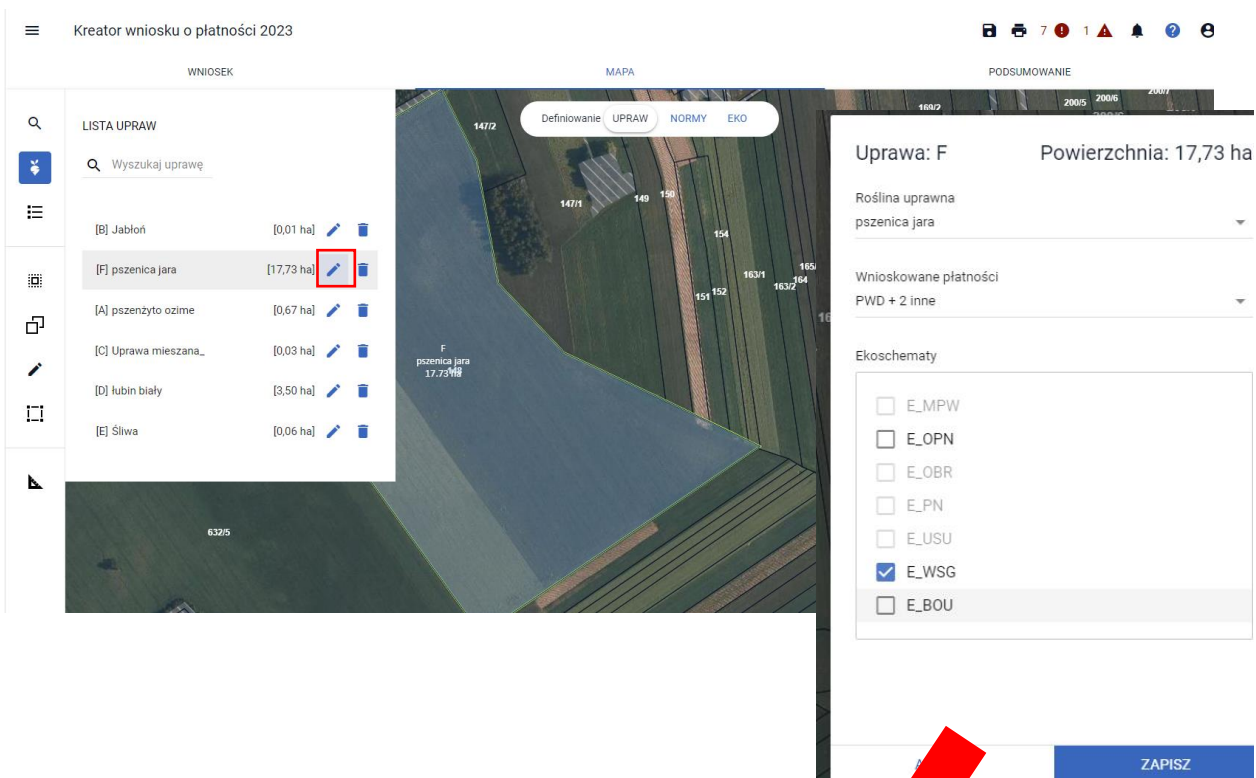 Kreator wniosku o płatności 2023
7
1
WNIOSEK
MAPA
PODSUMOWANIE
LISTA UPRAW
Wyszukaj uprawę
[B] Jabłoń [0,01 ha]
[F] pszenica jara [17,73 ha]
[A] pszenżyto ozime [0,67 ha]
[C] Uprawa mieszana_ [0,03 ha]
[D] łubin biały [3,50 ha]
[E] Śliwa [0,06 ha]
Definiowanie UPRAW NORMY EKO
147/2
147/1
149
150
154
163/1
163/2
164
151
152
169/2
200/5
200/6
F
pszenica jara
17.73
632/5
Uprawa: F Powierzchnia: 17,73 ha
Roślina uprawna
pszenica jara
Wnioskowane płatności
PWD + 2 inne
Ekoschematy
E_MPW
E_OPN
E_OBR
E_PN
E_USU
E_WSG
E_BOU
ZAPISZ